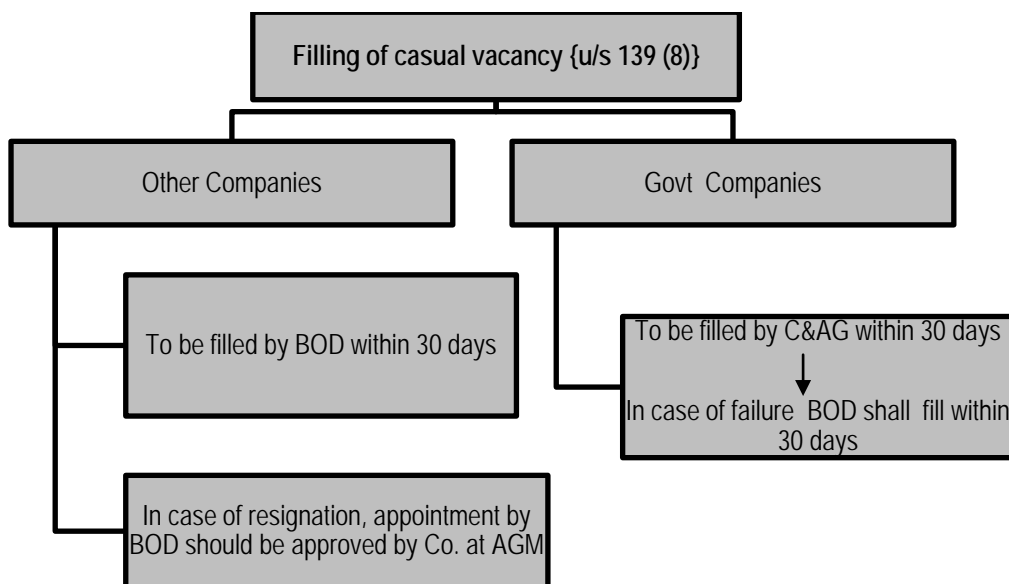 Filling of casual vacancy {u/s 139 (8)}
Other Companies
Govt Companies
To be filled by BOD within 30 days
To be filled by C&AG within 30 days
In case of failure BOD shall fill within
30 days
In case of resignation, appointment by
BOD should be approved by Co. at AGM